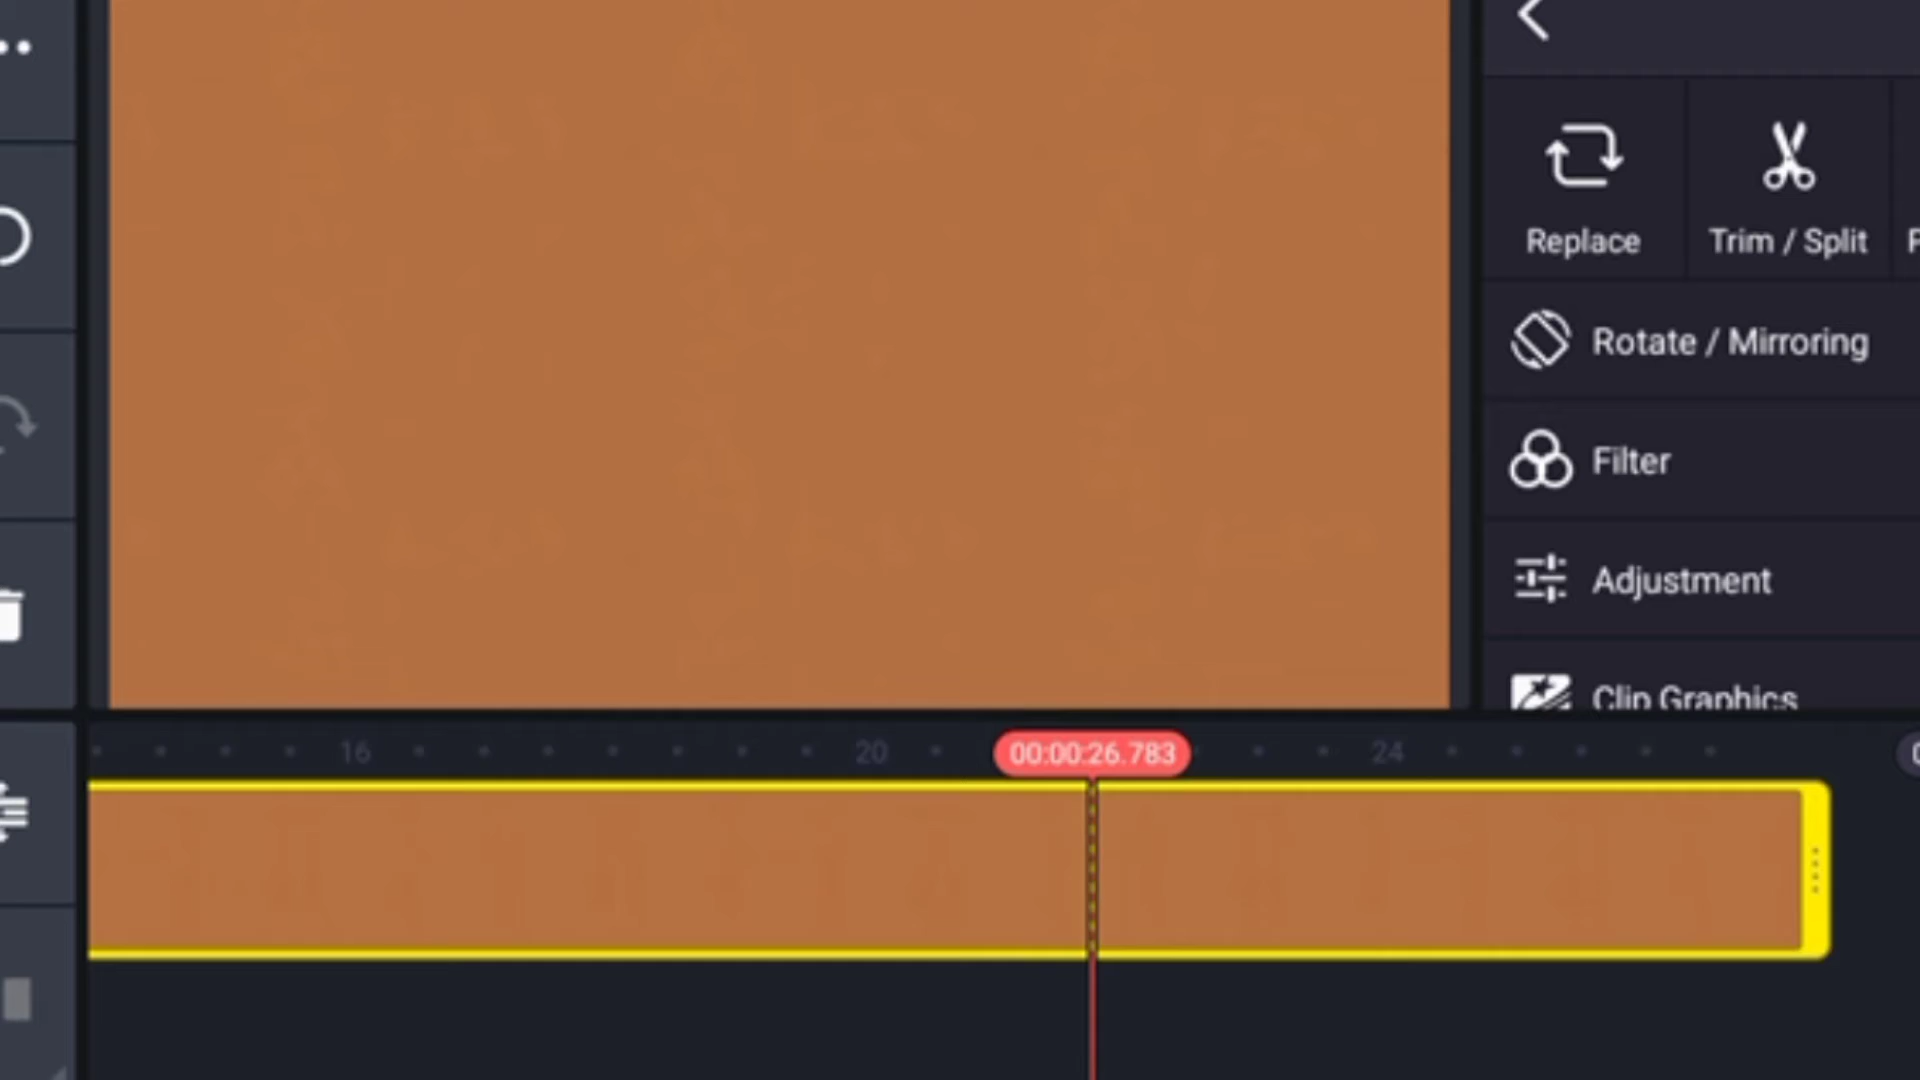 Replace
Trim / Split
Rotate / Mirroring
Filter
Adjustment
Clip Graphics
16
20
00:00:26.783
24